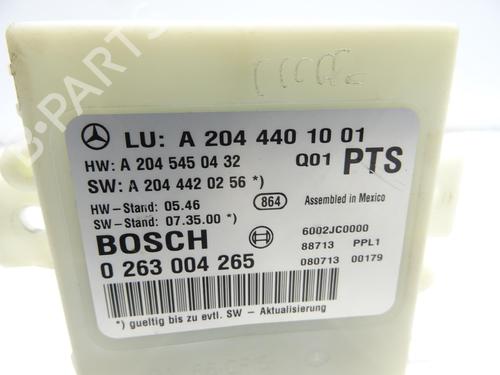 LU: A 204 440 10 01
HW: A 204 545 04 32 Q01 PTS
SW: A 204 442 02 56 *)
HW-Stand: 05.46 864 Assembled in Mexico
SW-Stand: 07.35.00 *)
BOSCH 6002JC0000
88713 PPL1
0 263 004 265 080713 00179
*) gueltig bis zu evtl. SW - Aktualisierung
B-PARTS